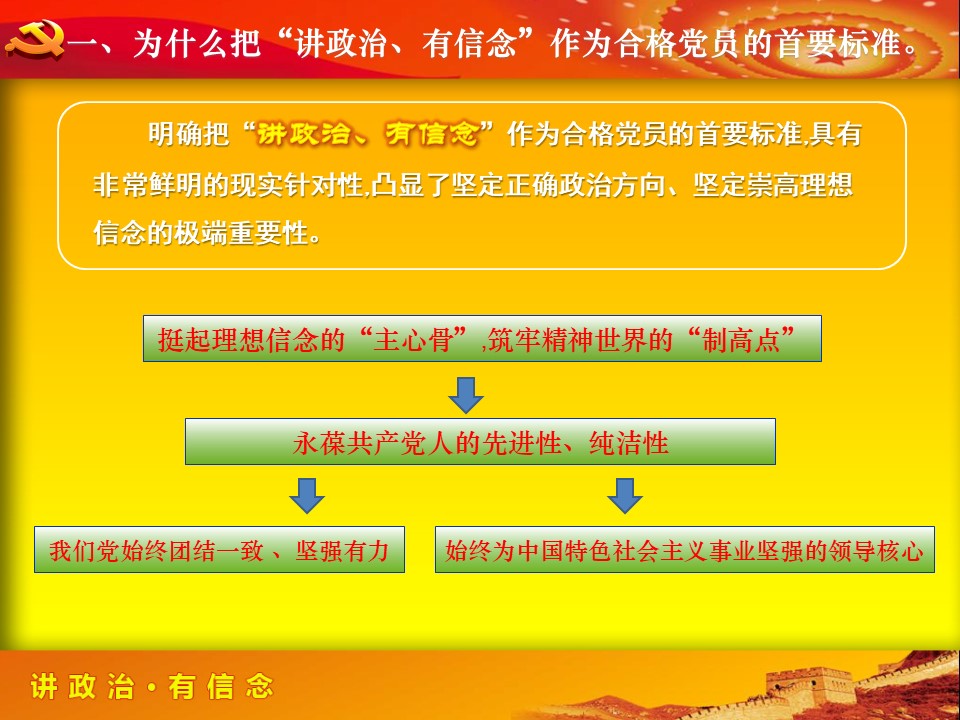 一、为什么把“讲政治、有信念”作为合格党员的首要标准。
明确把“讲政治、有信念”作为合格党员的首要标准,具有
非常鲜明的现实针对性,凸显了坚定正确政治方向、坚定崇高理想
信念的极端重要性。
挺起理想信念的“主心骨”,筑牢精神世界的“制高点”
永葆共产党人的先进性、纯洁性
我们党始终团结一致 、坚强有力
始终为中国特色社会主义事业坚强的领导核心
讲政治·有信念